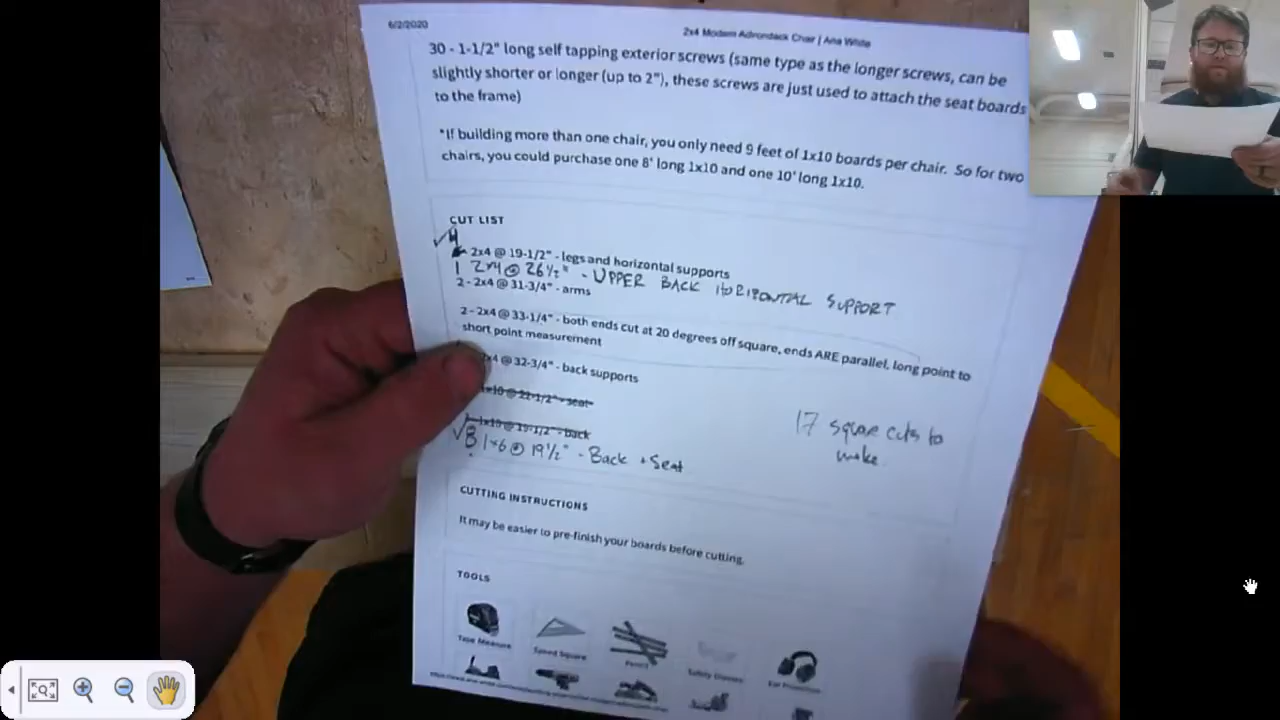 6/2/2020
2x4 Modern Adirondack Chair | Ana White
30 - 1-1/2" long self tapping exterior screws (same type as the longer screws, can be
slightly shorter or longer (up to 2"), these screws are just used to attach the seat boards
to the frame)
*If building more than one chair, you only need 9 feet of 1x10 boards per chair. So for two
chairs, you could purchase one 8' long 1x10 and one 10' long 1x10.
CUT LIST
4
2x4 @ 19-1/2" - legs and horizontal supports
1 2x4 @ 26 1/2" - UPPER BACK HORIZONTAL SUPPORT
2 - 2x4 @ 31-3/4" - arms
2 - 2x4 @ 33-1/4" - both ends cut at 20 degrees off square, ends ARE parallel, long point to
short point measurement
2x4 @ 32-3/4" - back supports
1x10 @ 22-1/2" - seat
1x10 @ 19-1/2" - back
8 1x6 @ 19 1/2" - Back + Seat
17 square cuts to
make
CUTTING INSTRUCTIONS
It may be easier to pre-finish your boards before cutting.
TOOLS
Tape Measure
Speed Square
Pencil
Safety Glasses
Ear Protection